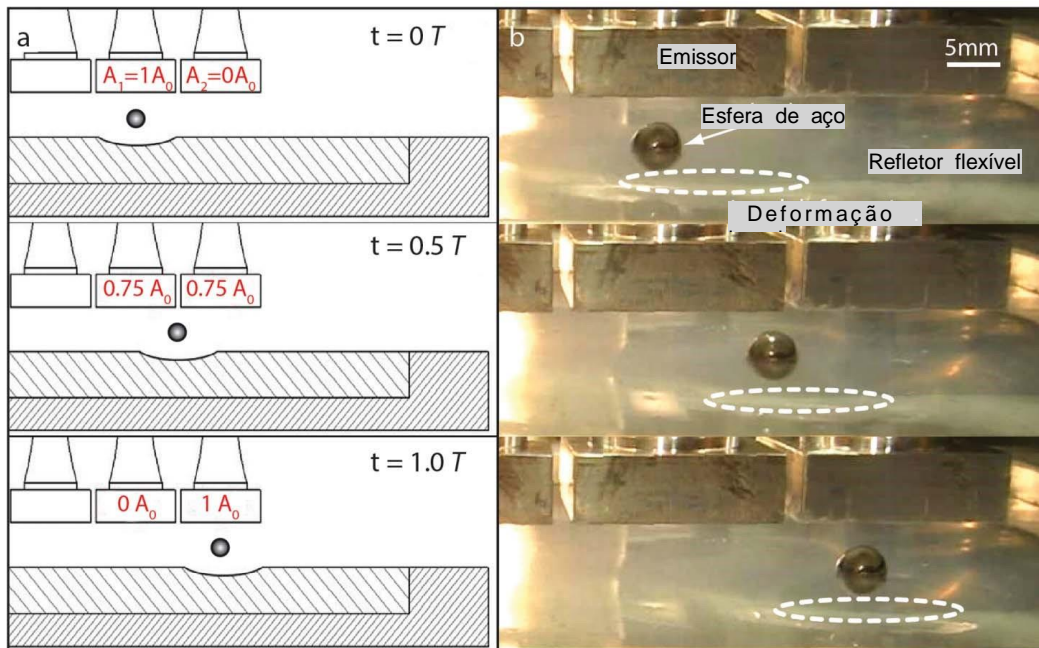 a
t = 0 T
A₁=1A₀ A₂=0A₀
t = 0.5 T
0.75 A₀ 0.75 A₀
t = 1.0 T
0 A₀ 1 A₀
b
Emissor
5mm
Esfera de aço
Refletor flexível
Deformação